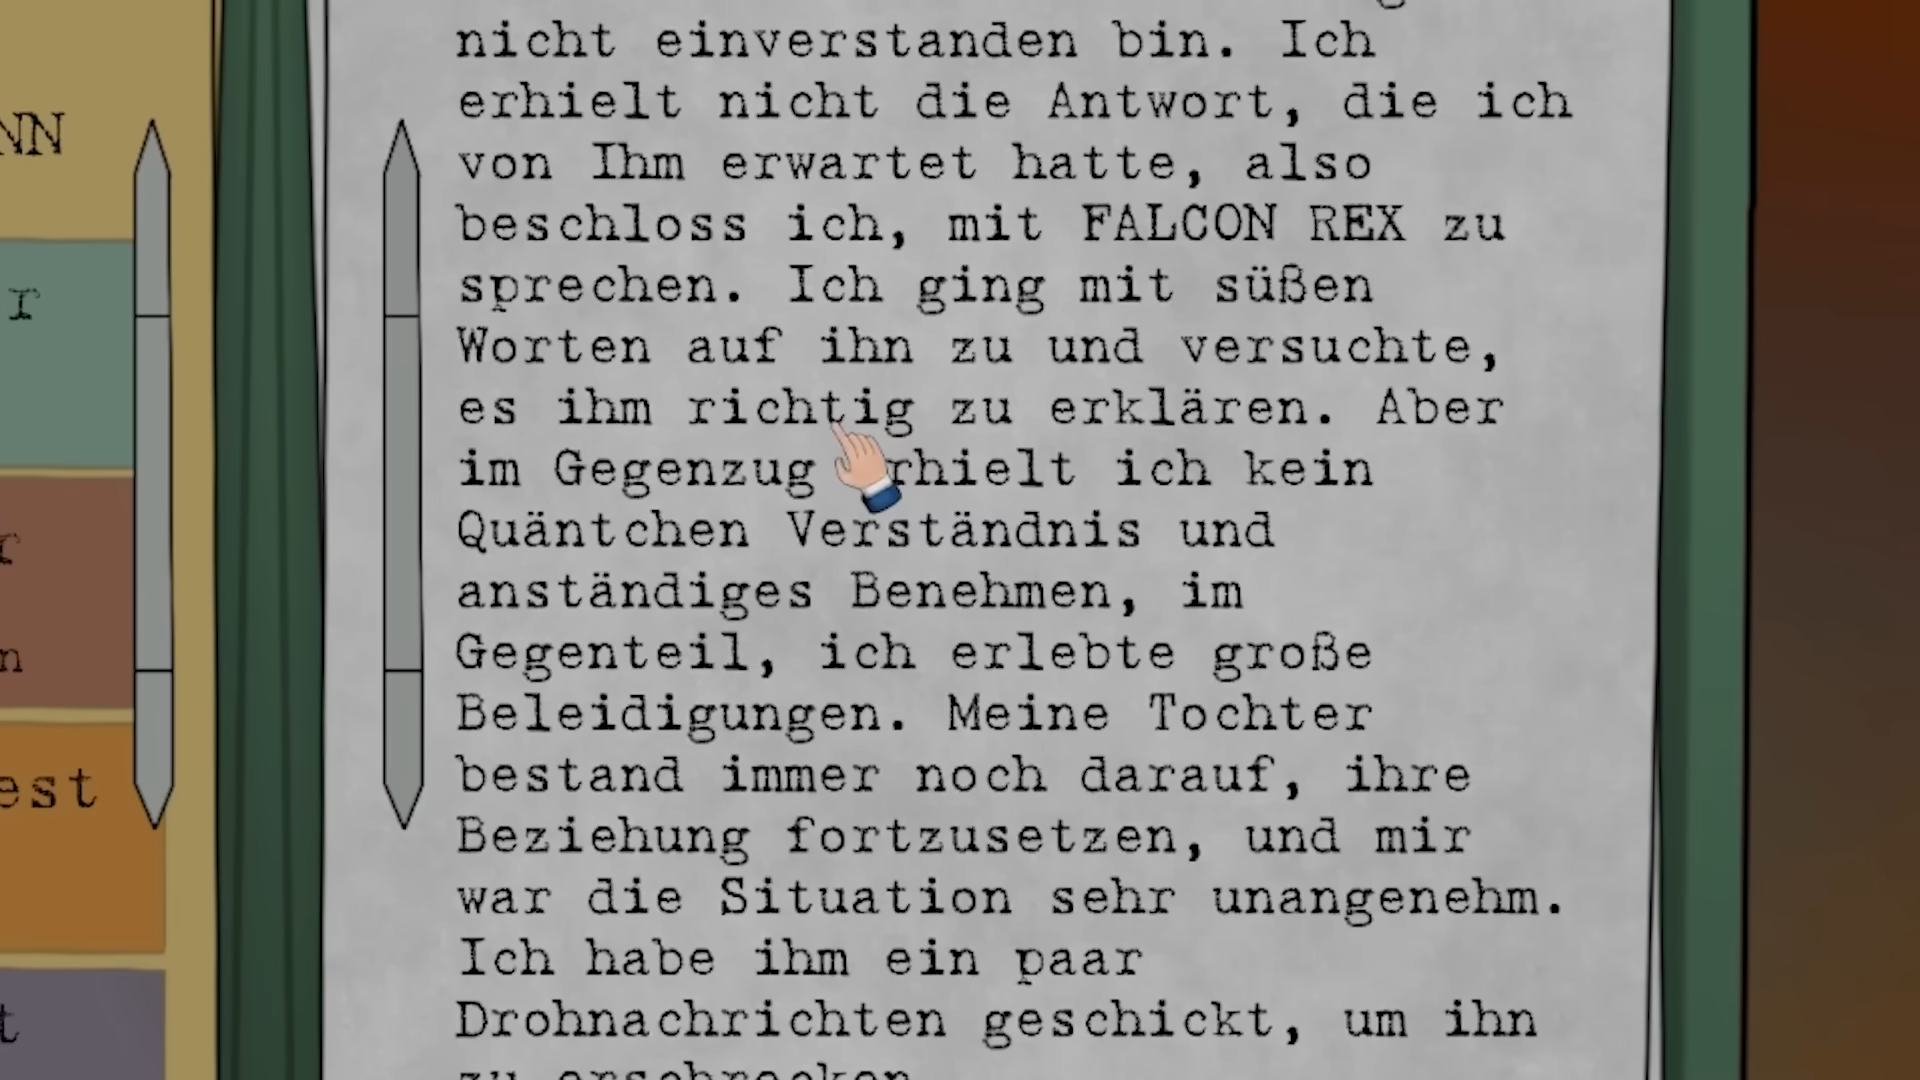 nicht einverstanden bin. Ich
erhielt nicht die Antwort, die ich
von Ihm erwartet hatte, also
beschloss ich, mit FALCON REX zu
sprechen. Ich ging mit süßen
Worten auf ihn zu und versuchte,
es ihm richtig zu erklären. Aber
im Gegenzug erhielt ich kein
Quäntchen Verständnis und
anständiges Benehmen, im
Gegenteil, ich erlebte große
Beleidigungen. Meine Tochter
bestand immer noch darauf, ihre
Beziehung fortzusetzen, und mir
war die Situation sehr unangenehm.
Ich habe ihm ein paar
Drohnachrichten geschickt, um ihn
zu erschrecken
NN
r
r
n
est
t